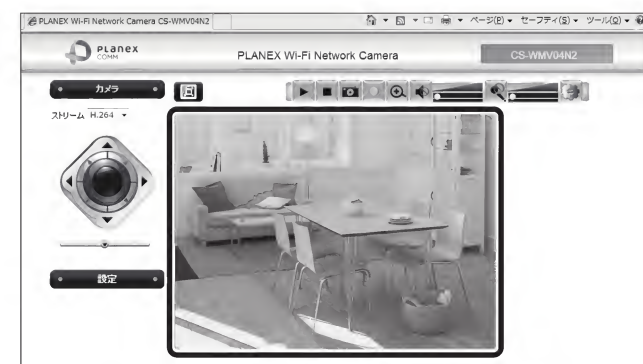 PLANEX Wi-Fi Network Camera CS-WMV04N2
ページ(P) セーフティ(S) ツール(O)
PLANEX
COMM
PLANEX Wi-Fi Network Camera
CS-WMV04N2
カメラ
ストリーム H.264
設定